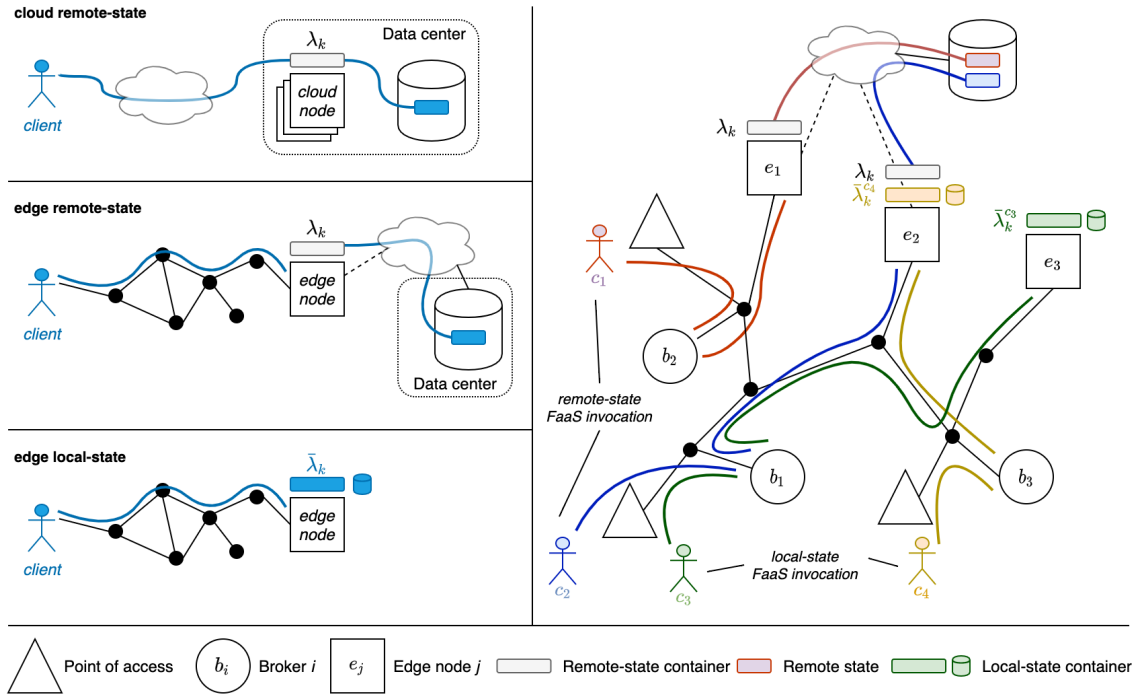 cloud remote-state
λₖ
Data center
cloud
node
client
edge remote-state
λₖ
edge
node
client
Data center
edge local-state
λ̄ₖ
edge
node
client
λₖ
e₁
λₖ
λ̄ₖ^c₄
e₂
λ̄ₖ^c₃
e₃
c₁
b₂
remote-state
FaaS invocation
b₁
b₃
local-state
FaaS invocation
c₂
c₃
c₄
Point of access
bᵢ
Broker i
eⱼ
Edge node j
Remote-state container
Remote state
Local-state container